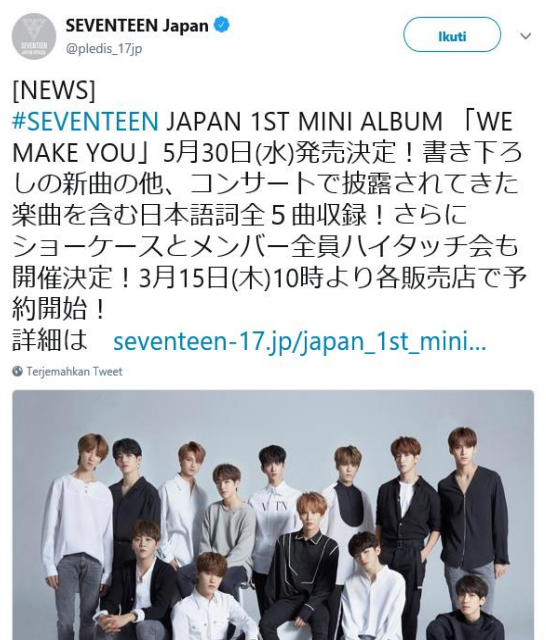 SEVENTEEN Japan
@pledis_17jp
Ikuti
[NEWS]
#SEVENTEEN JAPAN 1ST MINI ALBUM 「WE
MAKE YOU」5月30日(水)発売決定！書き下ろ
しの新曲の他、コンサートで披露されてきた
楽曲を含む日本語詞全５曲収録！さらに
ショーケースとメンバー全員ハイタッチ会も
開催決定！3月15日(木)10時より各販売店で予
約開始！
詳細は　seventeen-17.jp/japan_1st_mini…
Terjemahkan Tweet